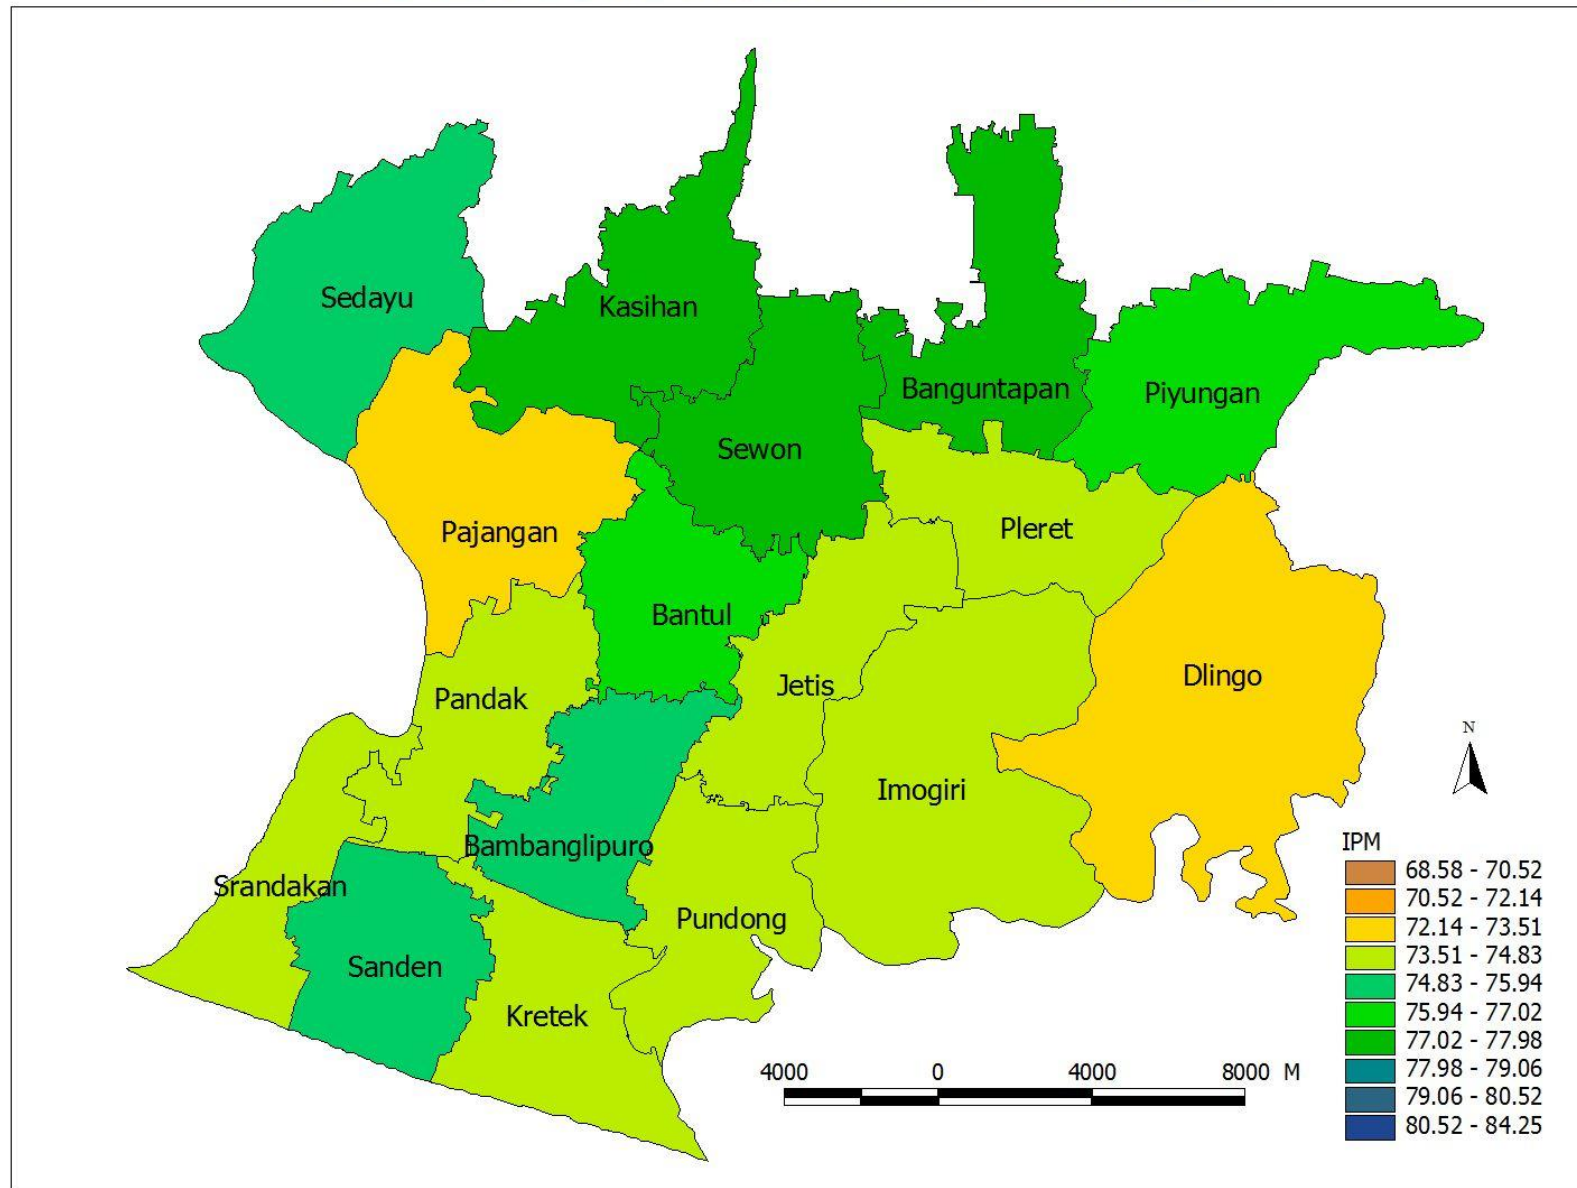 Sedayu
Kasihan
Banguntapan
Piyungan
Sewon
Pajangan
Pleret
Bantul
Dlingo
Jetis
Pandak
Imogiri
Bambanglipuro
Srandakan
Pundong
Sanden
Kretek
N
IPM
68.58 - 70.52
70.52 - 72.14
72.14 - 73.51
73.51 - 74.83
74.83 - 75.94
75.94 - 77.02
77.02 - 77.98
77.98 - 79.06
79.06 - 80.52
80.52 - 84.25
4000 0 4000 8000 M